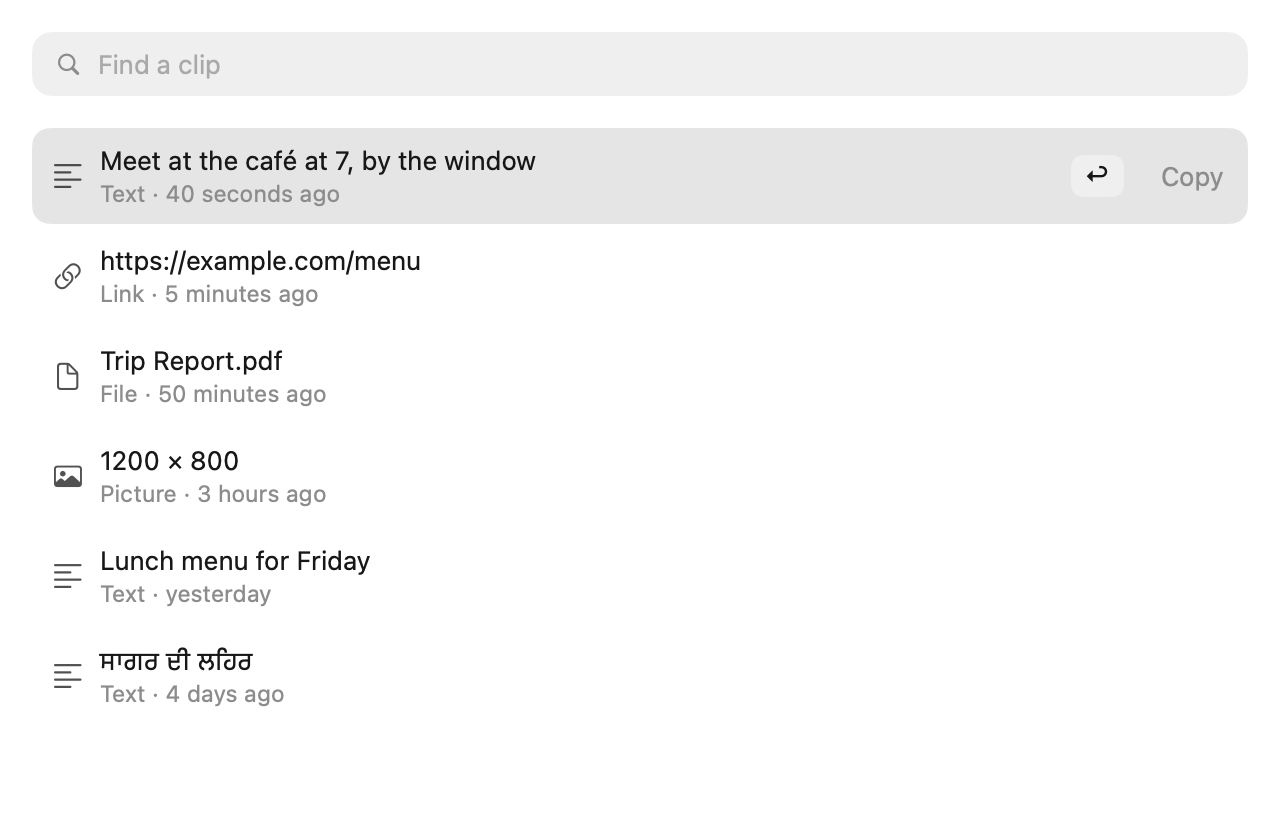 Find a clip
Meet at the café at 7, by the window
Text · 40 seconds ago
Copy
https://example.com/menu
Link · 5 minutes ago
Trip Report.pdf
File · 50 minutes ago
1200 × 800
Picture · 3 hours ago
Lunch menu for Friday
Text · yesterday
ਸਾਗਰ ਦੀ ਲਹਿਰ
Text · 4 days ago